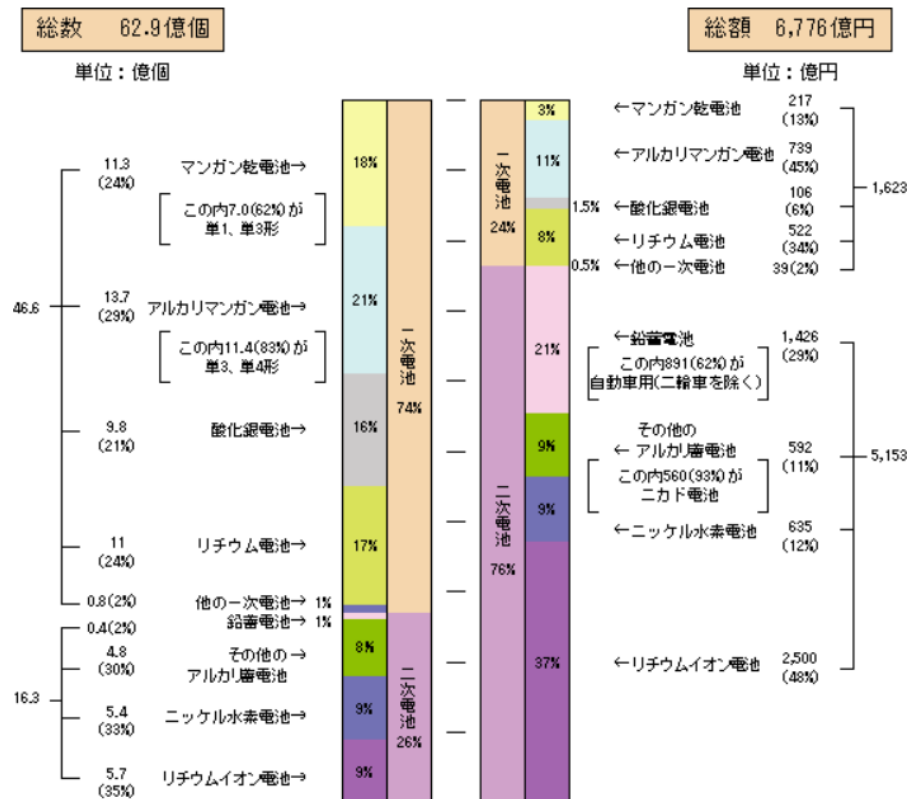 総数 62.9億個
単位：億個
総額 6,776億円
単位：億円
11.3
(24%)
マンガン乾電池→
この内7.0(62%)が
単1、単3形
46.6
13.7
(29%)
アルカリマンガン電池→
この内11.4(83%)が
単3、単4形
9.8
(21%)
酸化銀電池→
11
(24%)
リチウム電池→
0.8(2%)
他の一次電池→ 1%
0.4(2%)
鉛蓄電池→ 1%
4.8
(30%)
その他の→
アルカリ蓄電池
16.3
5.4
(33%)
ニッケル水素電池→
5.7
(35%)
リチウムイオン電池→
18%
21%
16%
17%
8%
9%
9%
一次電池
74%
二次電池
26%
一次電池
24%
二次電池
76%
3%
11%
1.5%
8%
0.5%
21%
9%
9%
37%
←マンガン乾電池
217
(13%)
←アルカリマンガン電池
739
(45%)
←酸化銀電池
106
(6%)
←リチウム電池
522
(34%)
←他の一次電池
39(2%)
1,623
←鉛蓄電池
1,426
(29%)
この内891(62%)が
自動車用(二輪車を除く)
その他の
←アルカリ蓄電池
592
(11%)
この内560(93%)が
ニカド電池
←ニッケル水素電池
635
(12%)
←リチウムイオン電池
2,500
(48%)
5,153